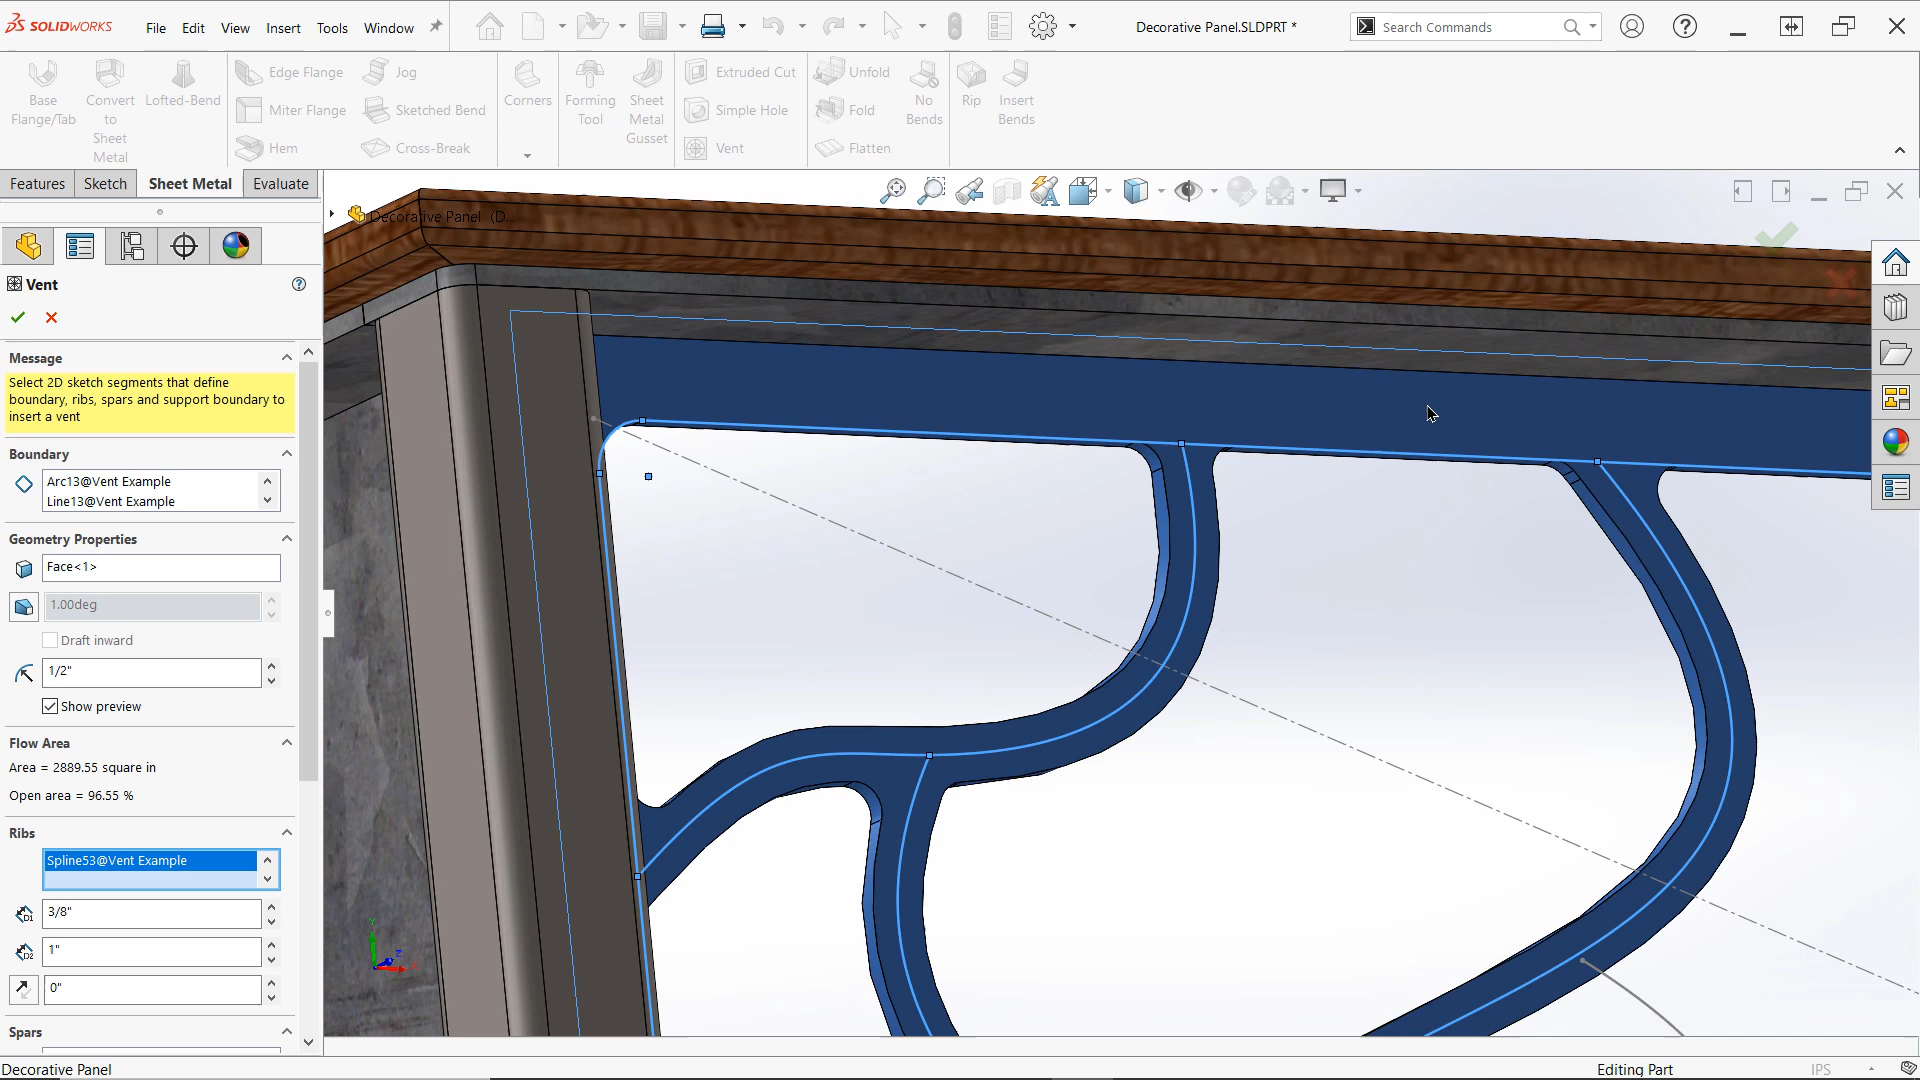 SOLIDWORKS File Edit View Insert Tools Window Decorative Panel.SLDPRT * Search Commands
Base Flange/Tab
Convert to Sheet Metal
Lofted-Bend
Edge Flange
Miter Flange
Hem
Jog
Sketched Bend
Cross-Break
Corners
Forming Tool
Sheet Metal Gusset
Extruded Cut
Simple Hole
Vent
Unfold
Fold
Flatten
No Bends
Rip
Insert Bends
Features Sketch Sheet Metal Evaluate
Decorative Panel (D...
Vent
Message
Select 2D sketch segments that define
boundary, ribs, spars and support boundary to
insert a vent
Boundary
Arc13@Vent Example
Line13@Vent Example
Geometry Properties
Face<1>
1.00deg
Draft inward
1/2"
Show preview
Flow Area
Area = 2889.55 square in
Open area = 96.55 %
Ribs
Spline53@Vent Example
D1 3/8"
D2 1"
0"
Spars
Y
Z
Decorative Panel Editing Part IPS